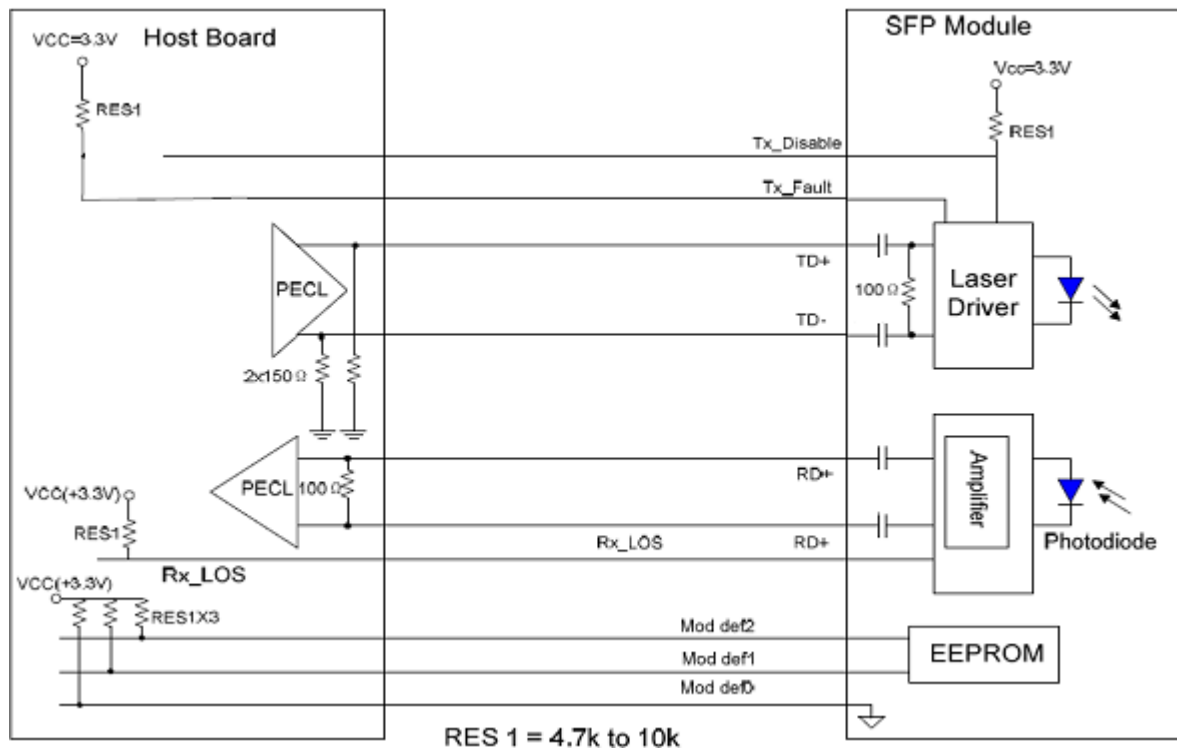 Host Board
SFP Module
VCC=3.3V
Vcc=3.3V
RES1
RES1
Tx_Disable
Tx_Fault
PECL
TD+
100 Ω
Laser
Driver
TD-
2x150 Ω
PECL
100 Ω
RD+
Amplifier
VCC(+3.3V)
RES1
Rx_LOS
RD+
Photodiode
Rx_LOS
VCC(+3.3V)
RES1X3
Mod def2
EEPROM
Mod def1
Mod def0
RES 1 = 4.7k to 10k